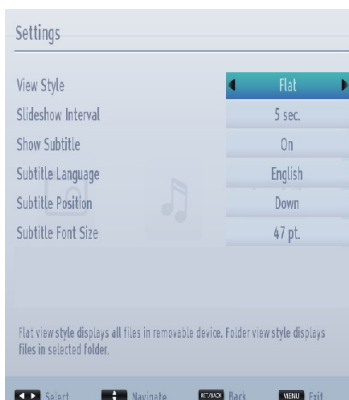 Settings
View Style Flat
Slideshow Interval 5 sec.
Show Subtitle On
Subtitle Language English
Subtitle Position Down
Subtitle Font Size 47 pt.
Flat view style displays all files in removable device. Folder view style displays
files in selected folder.
Select Navigate RET/BACK Back MENU Exit